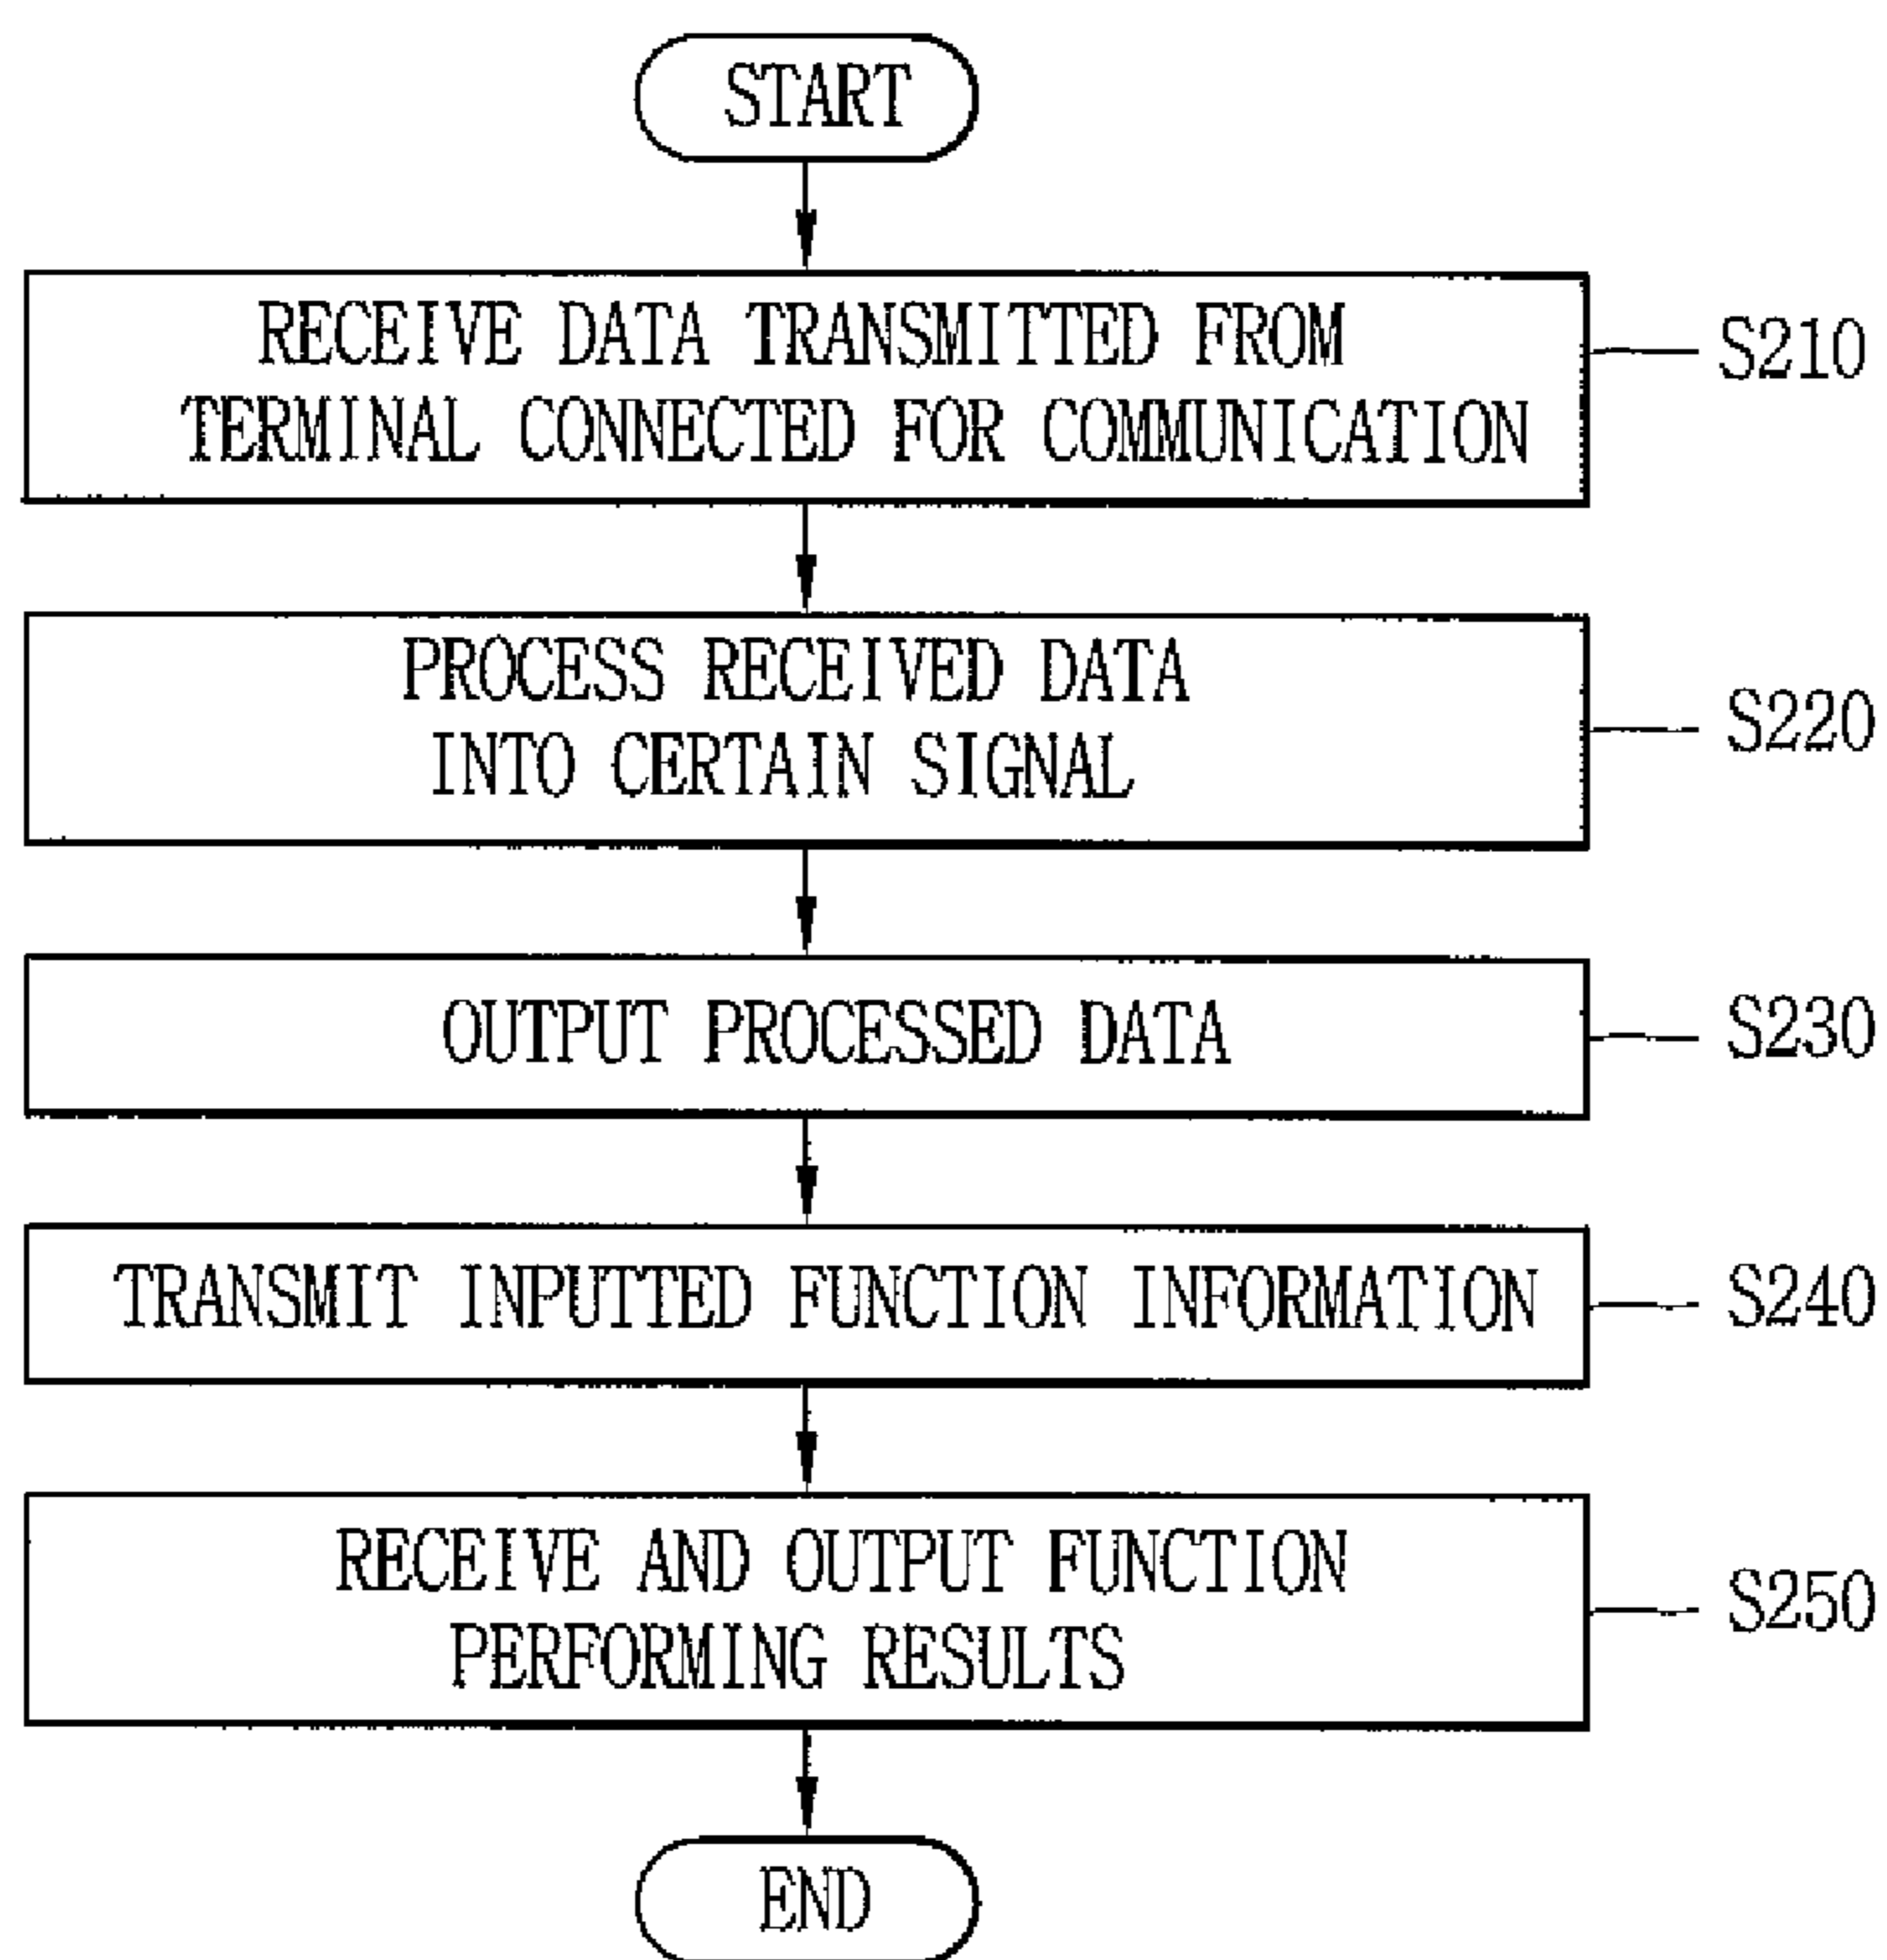 START
RECEIVE DATA TRANSMITTED FROM
TERMINAL CONNECTED FOR COMMUNICATION
S210
PROCESS RECEIVED DATA
INTO CERTAIN SIGNAL
S220
OUTPUT PROCESSED DATA
S230
TRANSMIT INPUTTED FUNCTION INFORMATION
S240
RECEIVE AND OUTPUT FUNCTION
PERFORMING RESULTS
S250
END